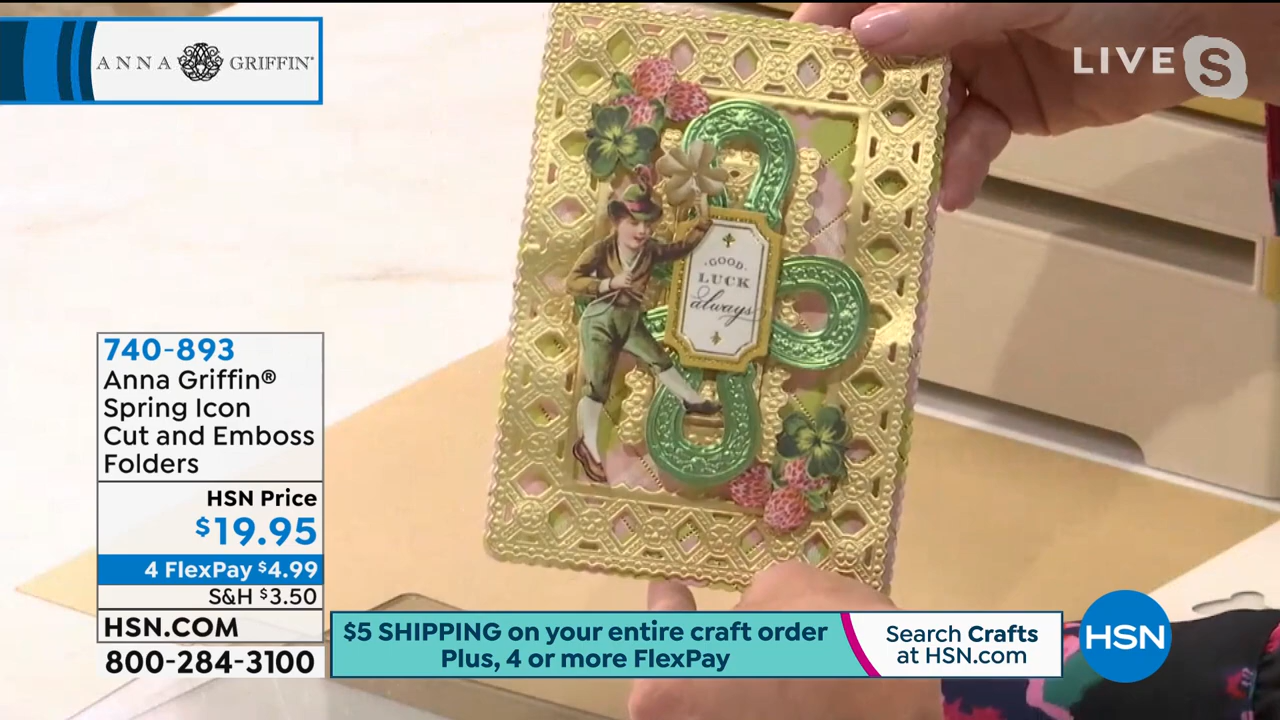 ANNA GRIFFIN®
LIVE S
GOOD
LUCK
always
740-893
Anna Griffin®
Spring Icon
Cut and Emboss
Folders
HSN Price
$19.95
4 FlexPay $4.99
S&H $3.50
HSN.COM
800-284-3100
$5 SHIPPING on your entire craft order
Plus, 4 or more FlexPay
Search Crafts
at HSN.com
HSN